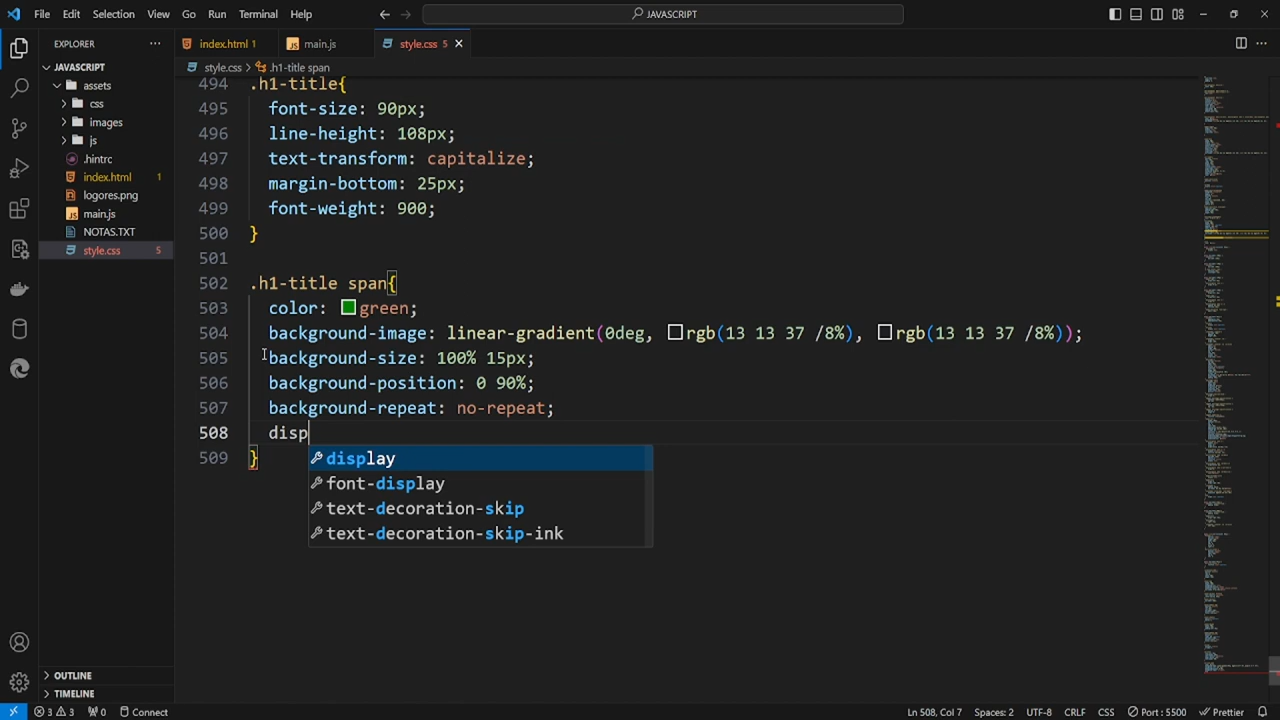 File Edit Selection View Go Run Terminal Help
JAVASCRIPT
EXPLORER
index.html 1
main.js
style.css 5
JAVASCRIPT
style.css > .h1-title span
assets
css
images
js
.hintrc
index.html 1
logores.png
main.js
NOTAS.TXT
style.css 5
494 .h1-title{
495 font-size: 90px;
496 line-height: 108px;
497 text-transform: capitalize;
498 margin-bottom: 25px;
499 font-weight: 900;
500 }
501
502 .h1-title span{
503 color: green;
504 background-image: linear-gradient(0deg, rgb(13 13 37 /8%), rgb(13 13 37 /8%));
505 background-size: 100% 15px;
506 background-position: 0 90%;
507 background-repeat: no-repeat;
508 disp
509 }
display
font-display
text-decoration-skip
text-decoration-skip-ink
OUTLINE
TIMELINE
3 3 0 Connect
Ln 508, Col 7 Spaces: 2 UTF-8 CRLF CSS Port : 5500 Prettier